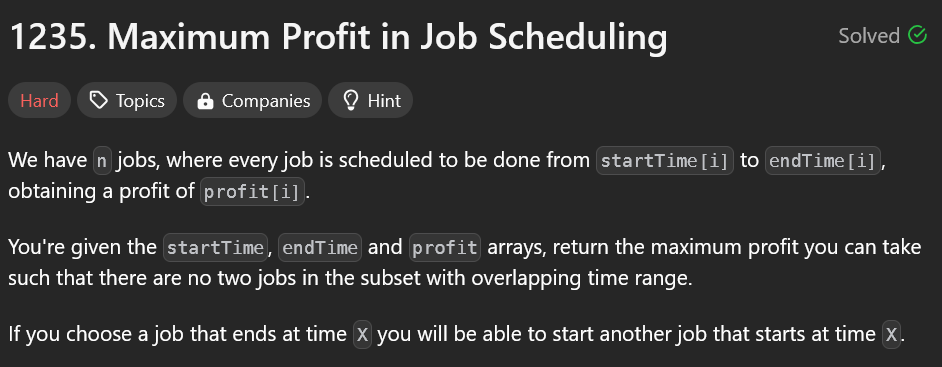 1235. Maximum Profit in Job Scheduling
Solved
Hard Topics Companies Hint
We have n jobs, where every job is scheduled to be done from startTime[i] to endTime[i],
obtaining a profit of profit[i].
You're given the startTime, endTime and profit arrays, return the maximum profit you can take
such that there are no two jobs in the subset with overlapping time range.
If you choose a job that ends at time X you will be able to start another job that starts at time X.